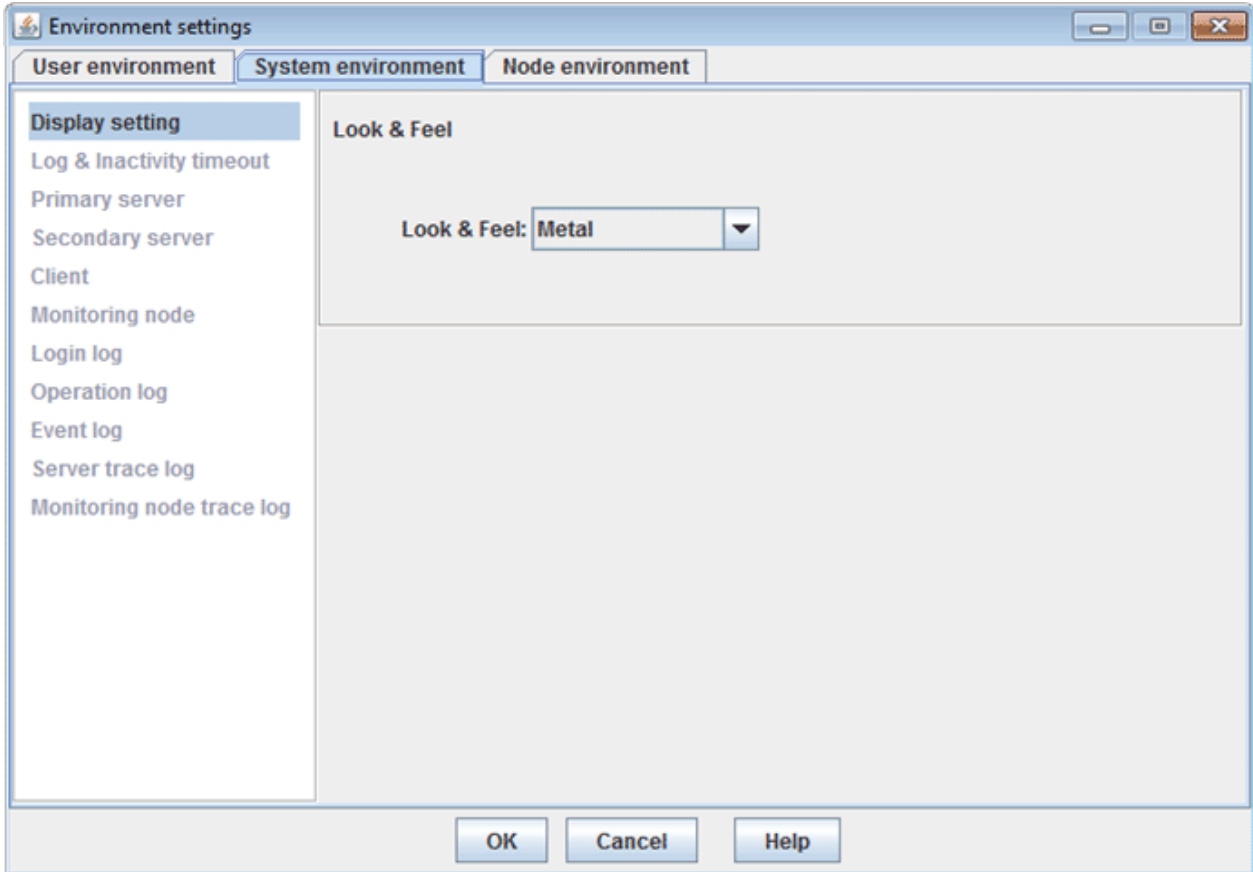 Environment settings
User environment System environment Node environment
Display setting
Log & Inactivity timeout
Primary server
Secondary server
Client
Monitoring node
Login log
Operation log
Event log
Server trace log
Monitoring node trace log
Look & Feel
Look & Feel: Metal
OK Cancel Help